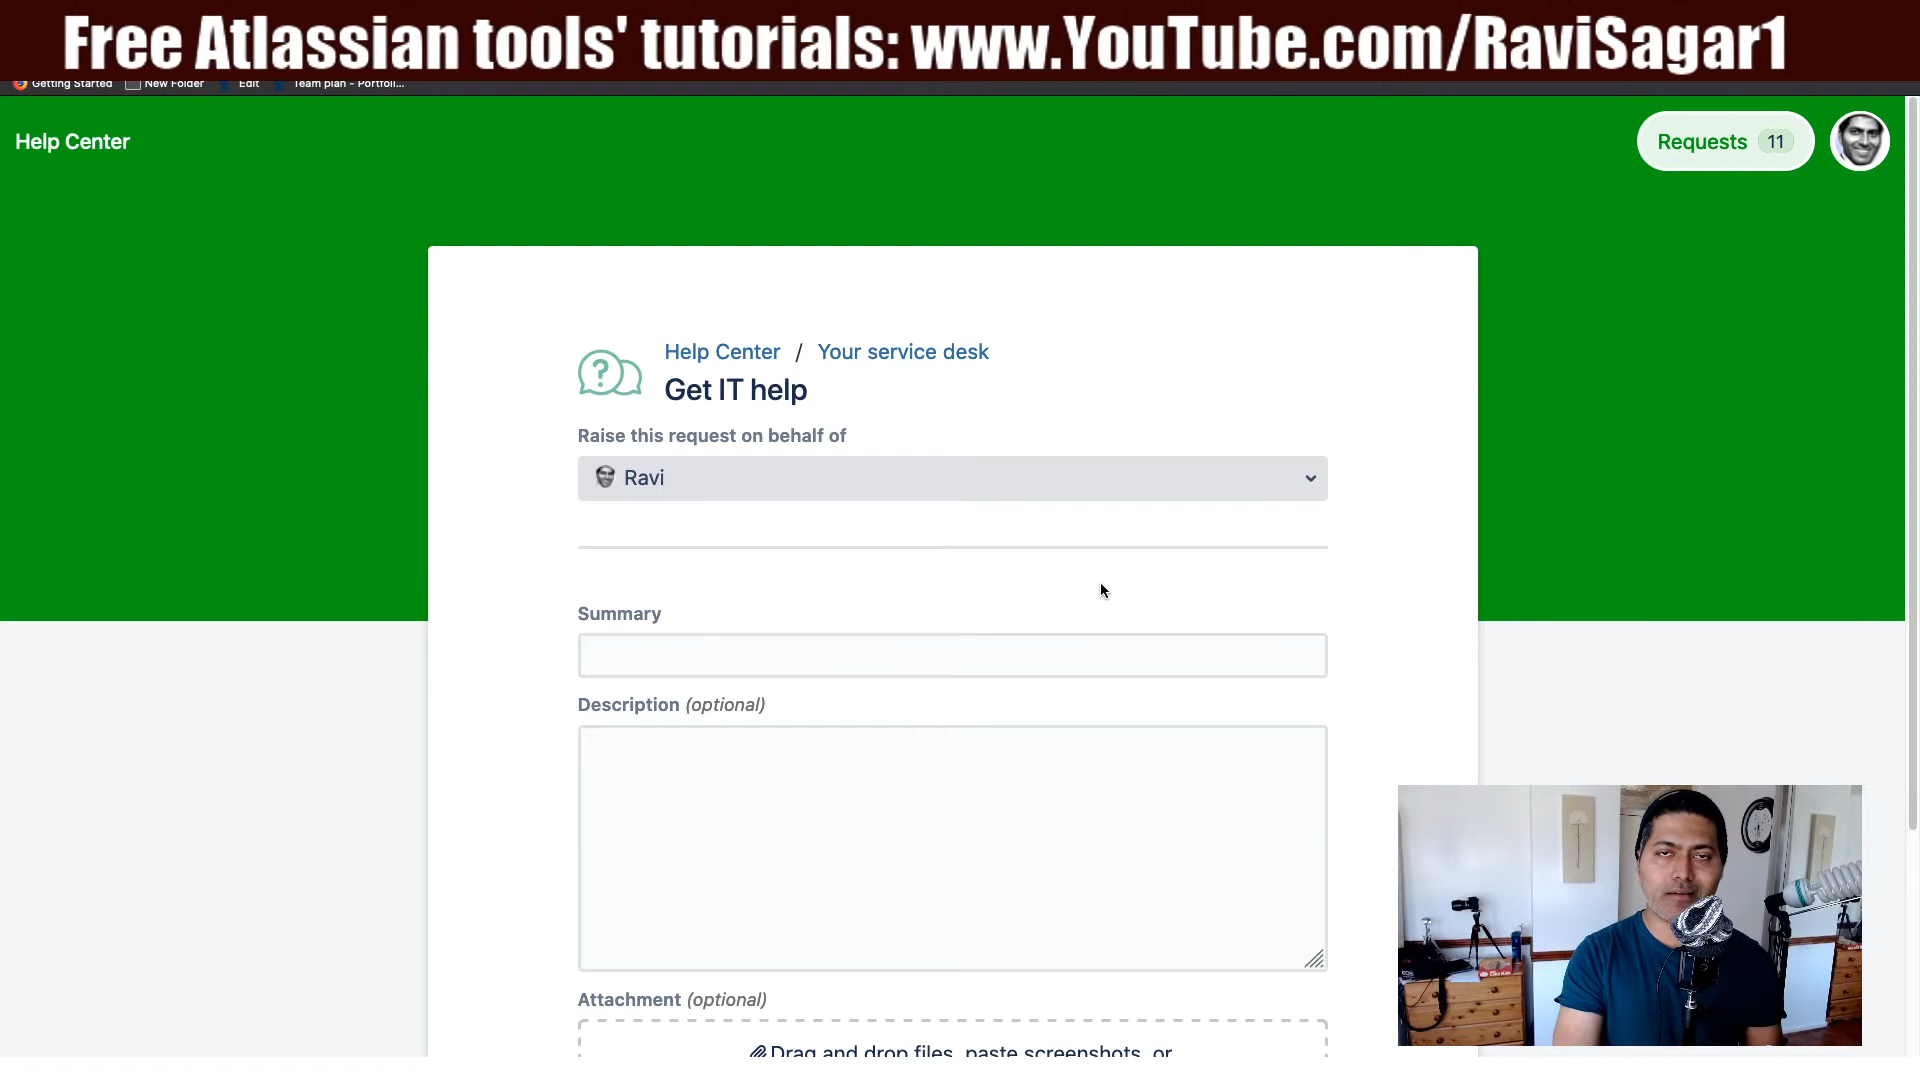 Free Atlassian tools' tutorials: www.YouTube.com/RaviSagar1
Getting Started New Folder Edit Team plan - Portfoli...
Help Center
Requests 11
Help Center / Your service desk
Get IT help
Raise this request on behalf of
Ravi
Summary
Description (optional)
Attachment (optional)
Drag and drop files, paste screenshots, or